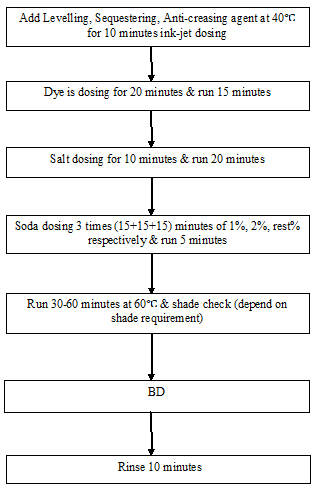 Add Levelling, Sequestering, Anti-creasing agent at 40°C
for 10 minutes ink-jet dosing
Dye is dosing for 20 minutes & run 15 minutes
Salt dosing for 10 minutes & run 20 minutes
Soda dosing 3 times (15+15+15) minutes of 1%, 2%, rest%
respectively & run 5 minutes
Run 30-60 minutes at 60°C & shade check (depend on
shade requirement)
BD
Rinse 10 minutes